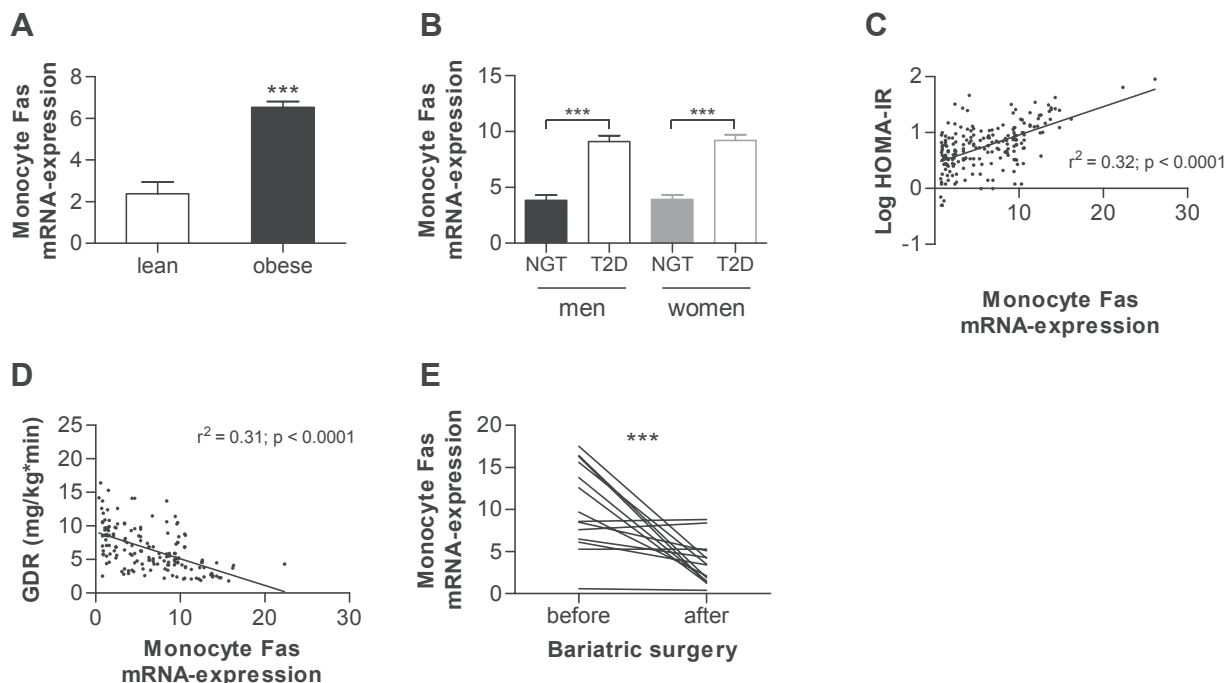 A
Monocyte Fas
mRNA-expression
8
6
4
2
0
***
lean obese
B
Monocyte Fas
mRNA-expression
15
10
5
0
*** ***
NGT T2D NGT T2D
men women
C
Log HOMA-IR
2
1
0
-1
10 20 30
r² = 0.32; p < 0.0001
Monocyte Fas
mRNA-expression
D
GDR (mg/kg*min)
25
20
15
10
5
0
r² = 0.31; p < 0.0001
0 10 20 30
Monocyte Fas
mRNA-expression
E
Monocyte Fas
mRNA-expression
20
15
10
5
0
***
before after
Bariatric surgery